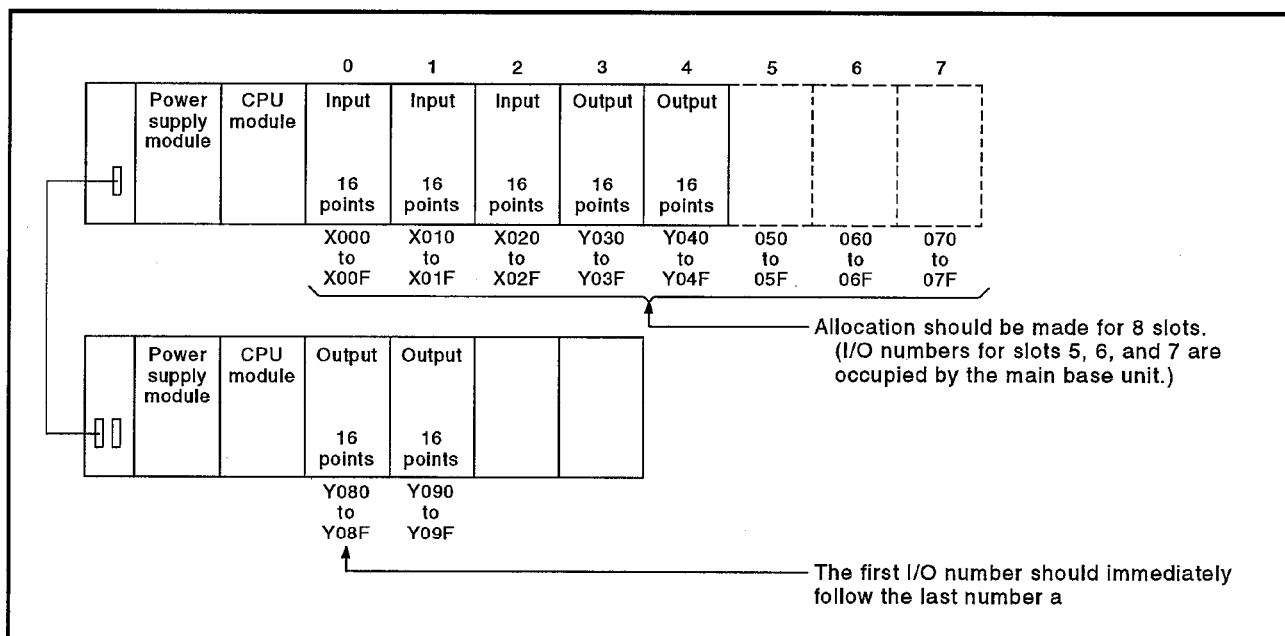 0 1 2 3 4 5 6 7
Power supply module
CPU module
Input
Input
Input
Output
Output
16 points
16 points
16 points
16 points
16 points
X000 to X00F
X010 to X01F
X020 to X02F
Y030 to Y03F
Y040 to Y04F
050 to 05F
060 to 06F
070 to 07F
Allocation should be made for 8 slots.
(I/O numbers for slots 5, 6, and 7 are
occupied by the main base unit.)
Power supply module
CPU module
Output
Output
16 points
16 points
Y080 to Y08F
Y090 to Y09F
The first I/O number should immediately
follow the last number a